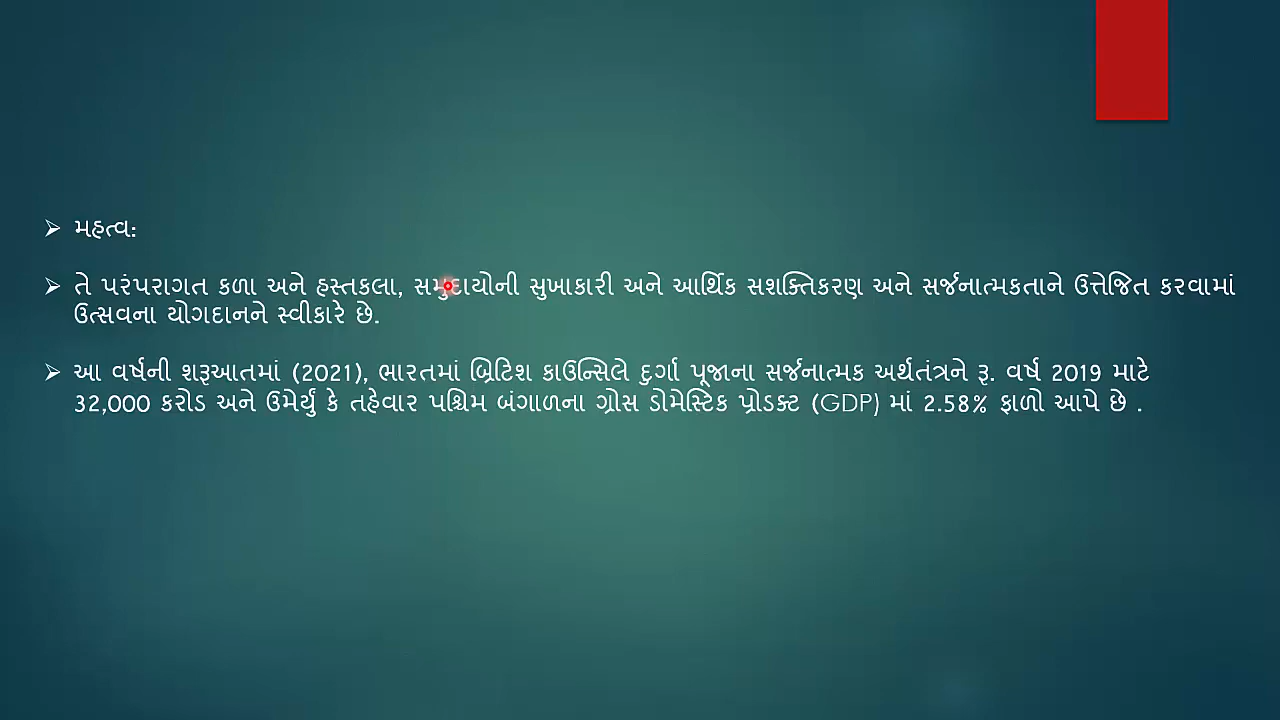 ➢ મહત્વ:
➢ તે પરંપરાગત કળા અને હસ્તકલા, સમુદાયોની સુખાકારી અને આર્થિક સશક્તિકરણ અને સર્જનાત્મકતાને ઉત્તેજિત કરવામાં
ઉત્સવના યોગદાનને સ્વીકારે છે.
➢ આ વર્ષની શરૂઆતમાં (2021), ભારતમાં બ્રિટિશ કાઉન્સિલે દુર્ગા પૂજાના સર્જનાત્મક અર્થતંત્રને રૂ. વર્ષ 2019 માટે
32,000 કરોડ અને ઉમેર્યું કે તહેવાર પશ્ચિમ બંગાળના ગ્રોસ ડોમેસ્ટિક પ્રોડક્ટ (GDP) માં 2.58% ફાળો આપે છે .